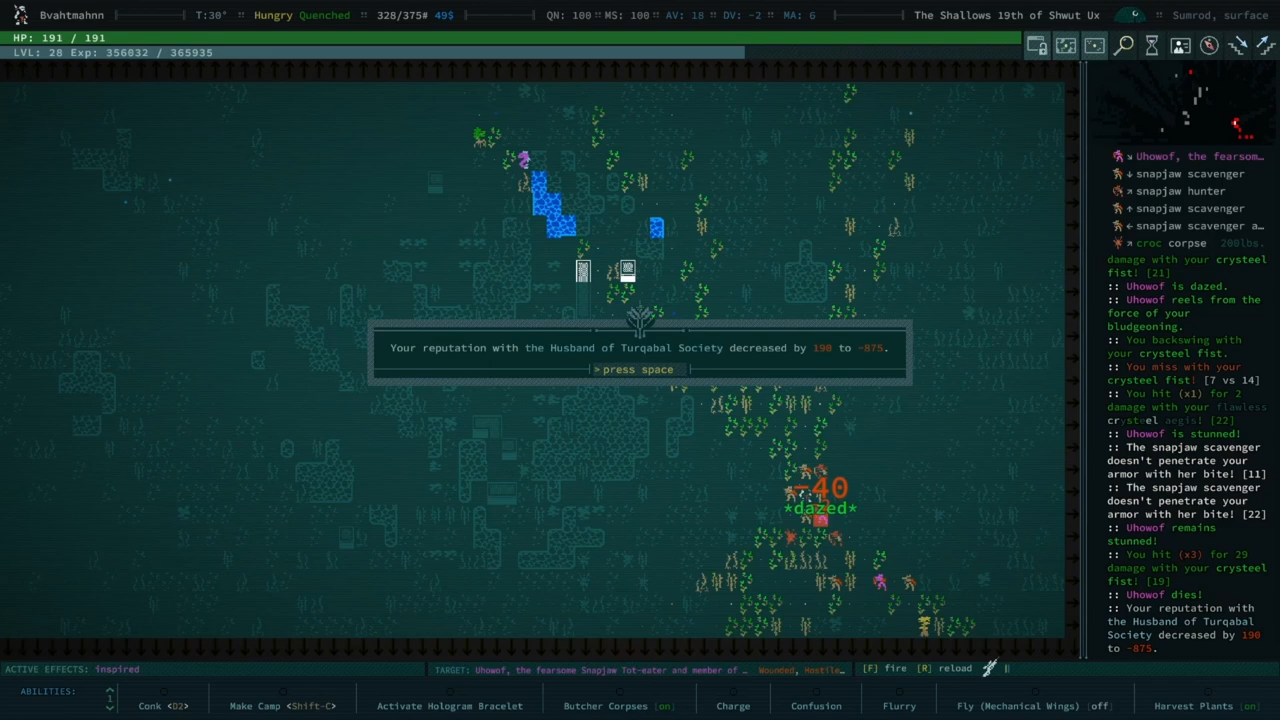 Bvahtmahnn T:30° :: Hungry Quenched :: 328/375# 49$ QN: 100 :: MS: 100 :: AV: 18 :: DV: -2 :: MA: 6 The Shallows 19th of Shwut Ux :: Sumrod, surface
HP: 191 / 191
LVL: 28 Exp: 356032 / 365935
Uhowof, the fearsom…
snapjaw scavenger
snapjaw hunter
snapjaw scavenger
snapjaw scavenger a…
croc corpse 200lbs.
damage with your crysteel
fist! [21]
:: Uhowof is dazed.
:: Uhowof reels from the
force of your
bludgeoning.
:: You backswing with
your crysteel fist.
:: You miss with your
crysteel fist! [7 vs 14]
:: You hit (x1) for 2
damage with your flawless
crysteel aegis! [22]
:: Uhowof is stunned!
:: The snapjaw scavenger
doesn't penetrate your
armor with her bite! [11]
:: The snapjaw scavenger
doesn't penetrate your
armor with her bite! [22]
:: Uhowof remains
stunned!
:: You hit (x3) for 29
damage with your crysteel
fist! [19]
:: Uhowof dies!
:: Your reputation with
the Husband of Turqabal
Society decreased by 190
to -875.
Your reputation with the Husband of Turqabal Society decreased by 190 to -875.
> press space
-40
*dazed*
ACTIVE EFFECTS: inspired
TARGET: Uhowof, the fearsome Snapjaw Tot-eater and member of … Wounded, Hostile…
[F] fire [R] reload
ABILITIES: 1 Conk <02> Make Camp <Shift-C> Activate Hologram Bracelet Butcher Corpses [on] Charge Confusion Flurry Fly (Mechanical Wings) [off] Harvest Plants [on]